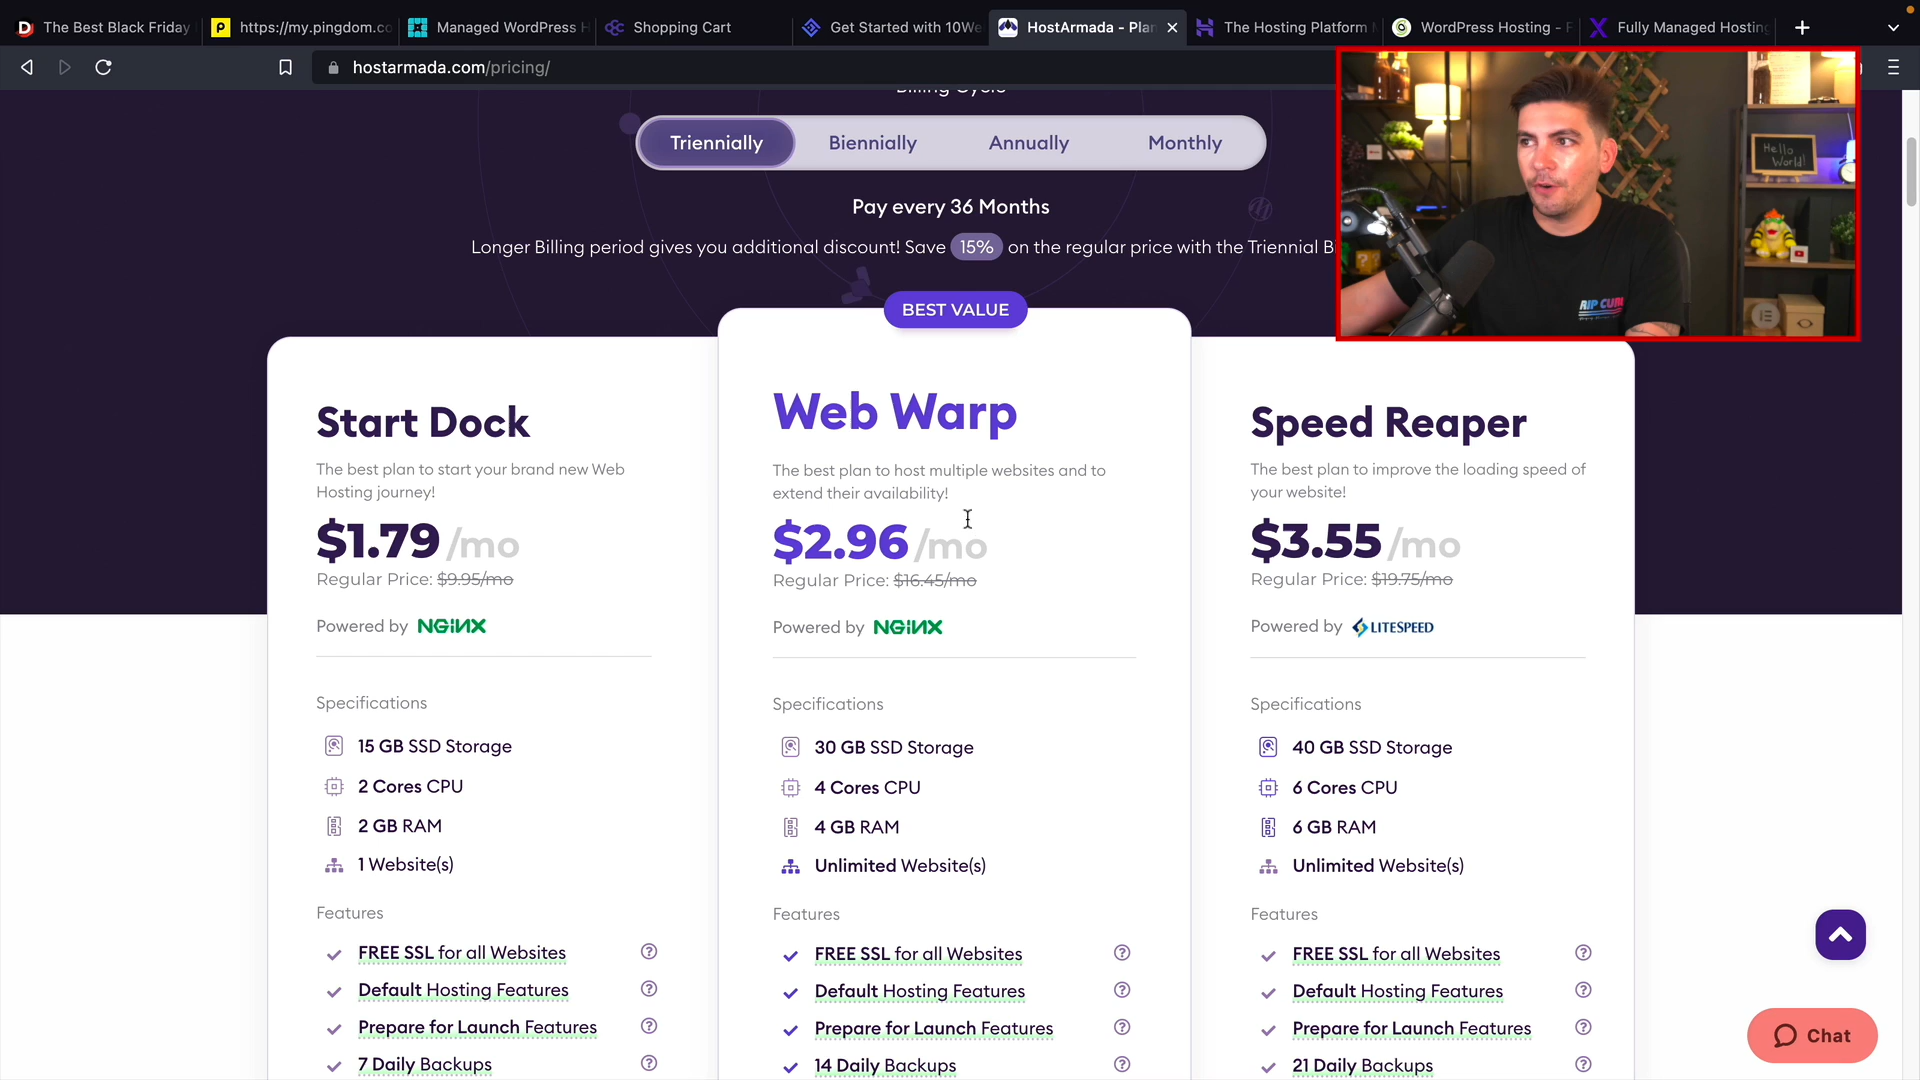 The Best Black Friday
https://my.pingdom.co
Managed WordPress H
Shopping Cart
Get Started with 10We
HostArmada - Plan
The Hosting Platform
WordPress Hosting - F
Fully Managed Hosting
hostarmada.com/pricing/
Billing Cycle
Triennially
Biennially
Annually
Monthly
Pay every 36 Months
Longer Billing period gives you additional discount! Save 15% on the regular price with the Triennial Bi
Hello
World!
RIP CURL
BEST VALUE
Start Dock
The best plan to start your brand new Web
Hosting journey!
$1.79 /mo
Regular Price: $9.95/mo
Powered by NGINX
Specifications
15 GB SSD Storage
2 Cores CPU
2 GB RAM
1 Website(s)
Features
FREE SSL for all Websites
Default Hosting Features
Prepare for Launch Features
7 Daily Backups
Web Warp
The best plan to host multiple websites and to
extend their availability!
$2.96 /mo
Regular Price: $16.45/mo
Powered by NGINX
Specifications
30 GB SSD Storage
4 Cores CPU
4 GB RAM
Unlimited Website(s)
Features
FREE SSL for all Websites
Default Hosting Features
Prepare for Launch Features
14 Daily Backups
Speed Reaper
The best plan to improve the loading speed of
your website!
$3.55 /mo
Regular Price: $19.75/mo
Powered by LITESPEED
Specifications
40 GB SSD Storage
6 Cores CPU
6 GB RAM
Unlimited Website(s)
Features
FREE SSL for all Websites
Default Hosting Features
Prepare for Launch Features
21 Daily Backups
Chat